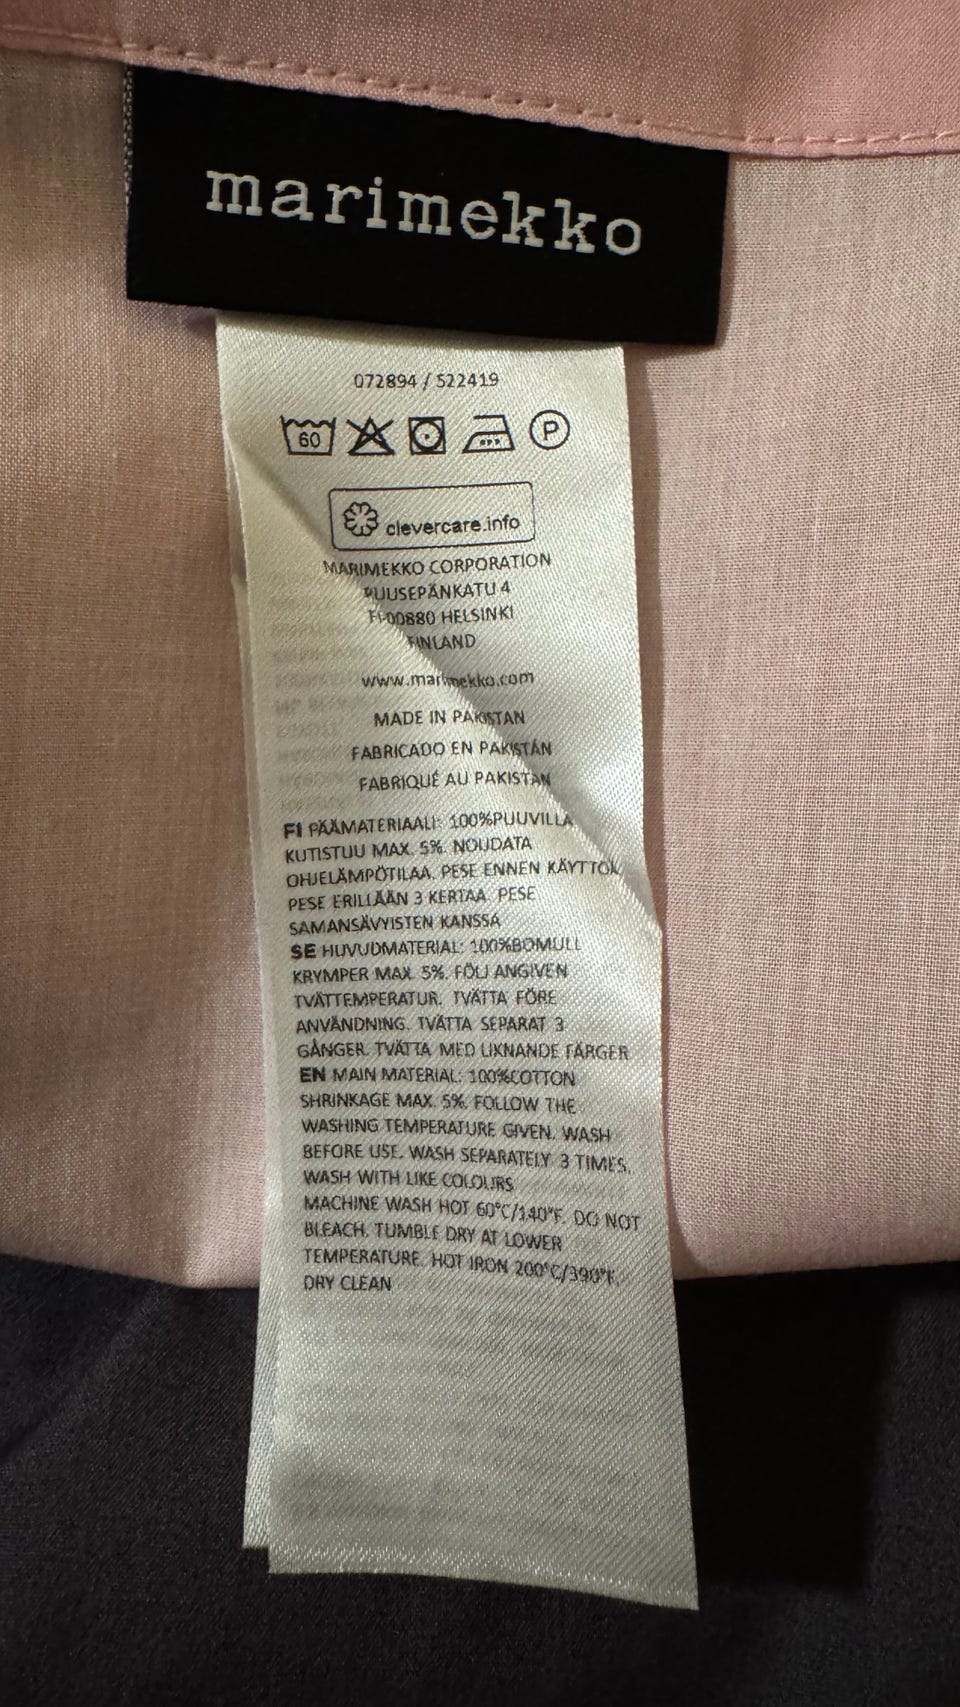 marimekko
072894 / 522419
60
P
clevercare.info
MARIMEKKO CORPORATION
PUUSEPÄNKATU 4
FI-00880 HELSINKI
FINLAND
www.marimekko.com
MADE IN PAKISTAN
FABRICADO EN PAKISTÁN
FABRIQUÉ AU PAKISTAN
FI PÄÄMATERIAALI: 100%PUUVILLA
KUTISTUU MAX. 5%. NOUDATA
OHJELÄMPÖTILAA. PESE ENNEN KÄYTTÖÄ
PESE ERILLÄÄN 3 KERTAA. PESE
SAMANSÄVYISTEN KANSSA
SE HUVUDMATERIAL: 100%BOMULL
KRYMPER MAX. 5%. FÖLJ ANGIVEN
TVÄTTEMPERATUR. TVÄTTA FÖRE
ANVÄNDNING. TVÄTTA SEPARAT 3
GÅNGER. TVÄTTA MED LIKNANDE FÄRGER
EN MAIN MATERIAL: 100%COTTON
SHRINKAGE MAX. 5%. FOLLOW THE
WASHING TEMPERATURE GIVEN. WASH
BEFORE USE. WASH SEPARATELY 3 TIMES.
WASH WITH LIKE COLOURS
MACHINE WASH HOT 60°C/140°F. DO NOT
BLEACH. TUMBLE DRY AT LOWER
TEMPERATURE. HOT IRON 200°C/390°F.
DRY CLEAN